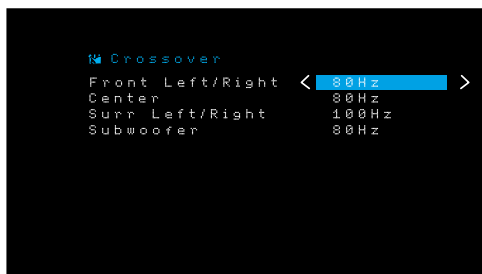 Crossover
Front Left/Right < 80Hz >
Center 80Hz
Surr Left/Right 100Hz
Subwoofer 80Hz